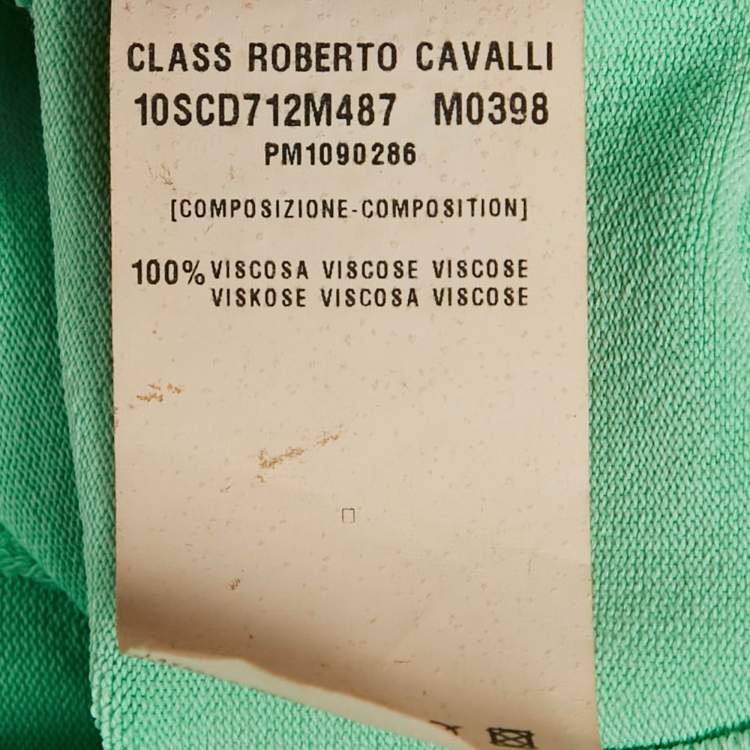 CLASS ROBERTO CAVALLI
10SCD712M487 M0398
PM1090286
[COMPOSIZIONE-COMPOSITION]
100% VISCOSA VISCOSE VISCOSE
VISKOSE VISCOSA VISCOSE